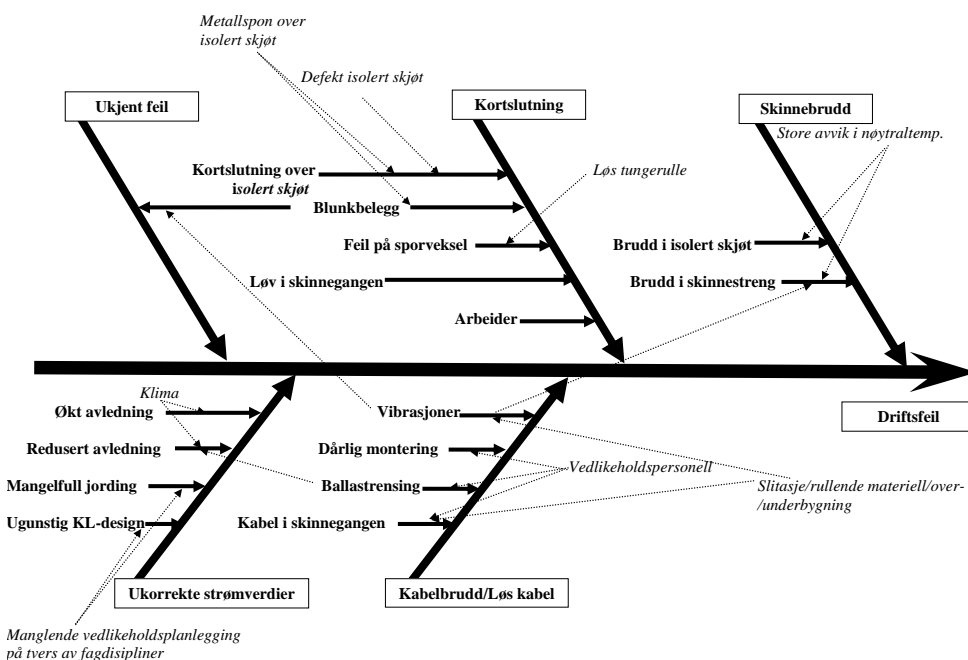 Metallspon over
isolert skjøt
Defekt isolert skjøt
Ukjent feil
Kortslutning
Skinnebrudd
Store avvik i nøytraltemp.
Kortslutning over
isolert skjøt
Løs tungerulle
Blunkbelegg
Feil på sporveksel
Brudd i isolert skjøt
Løv i skinnegangen
Brudd i skinnestreng
Arbeider
Klima
Økt avledning
Vibrasjoner
Driftsfeil
Redusert avledning
Dårlig montering
Vedlikeholdspersonell
Mangelfull jording
Ballastrensing
Slitasje/rullende materiell/over-
/underbygning
Ugunstig KL-design
Kabel i skinnegangen
Ukorrekte strømverdier
Kabelbrudd/Løs kabel
Manglende vedlikeholdsplanlegging
på tvers av fagdisipliner